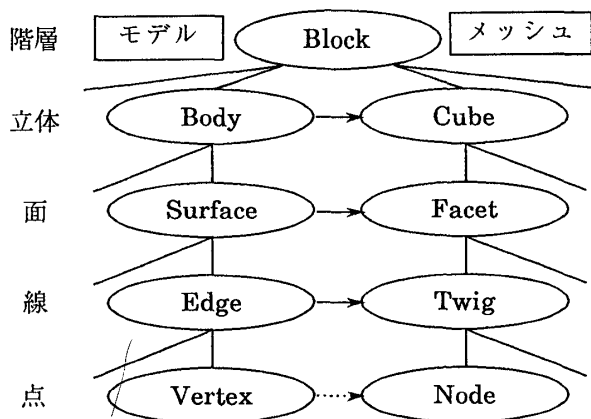 階層 モデル Block メッシュ
立体 Body Cube
面 Surface Facet
線 Edge Twig
点 Vertex Node